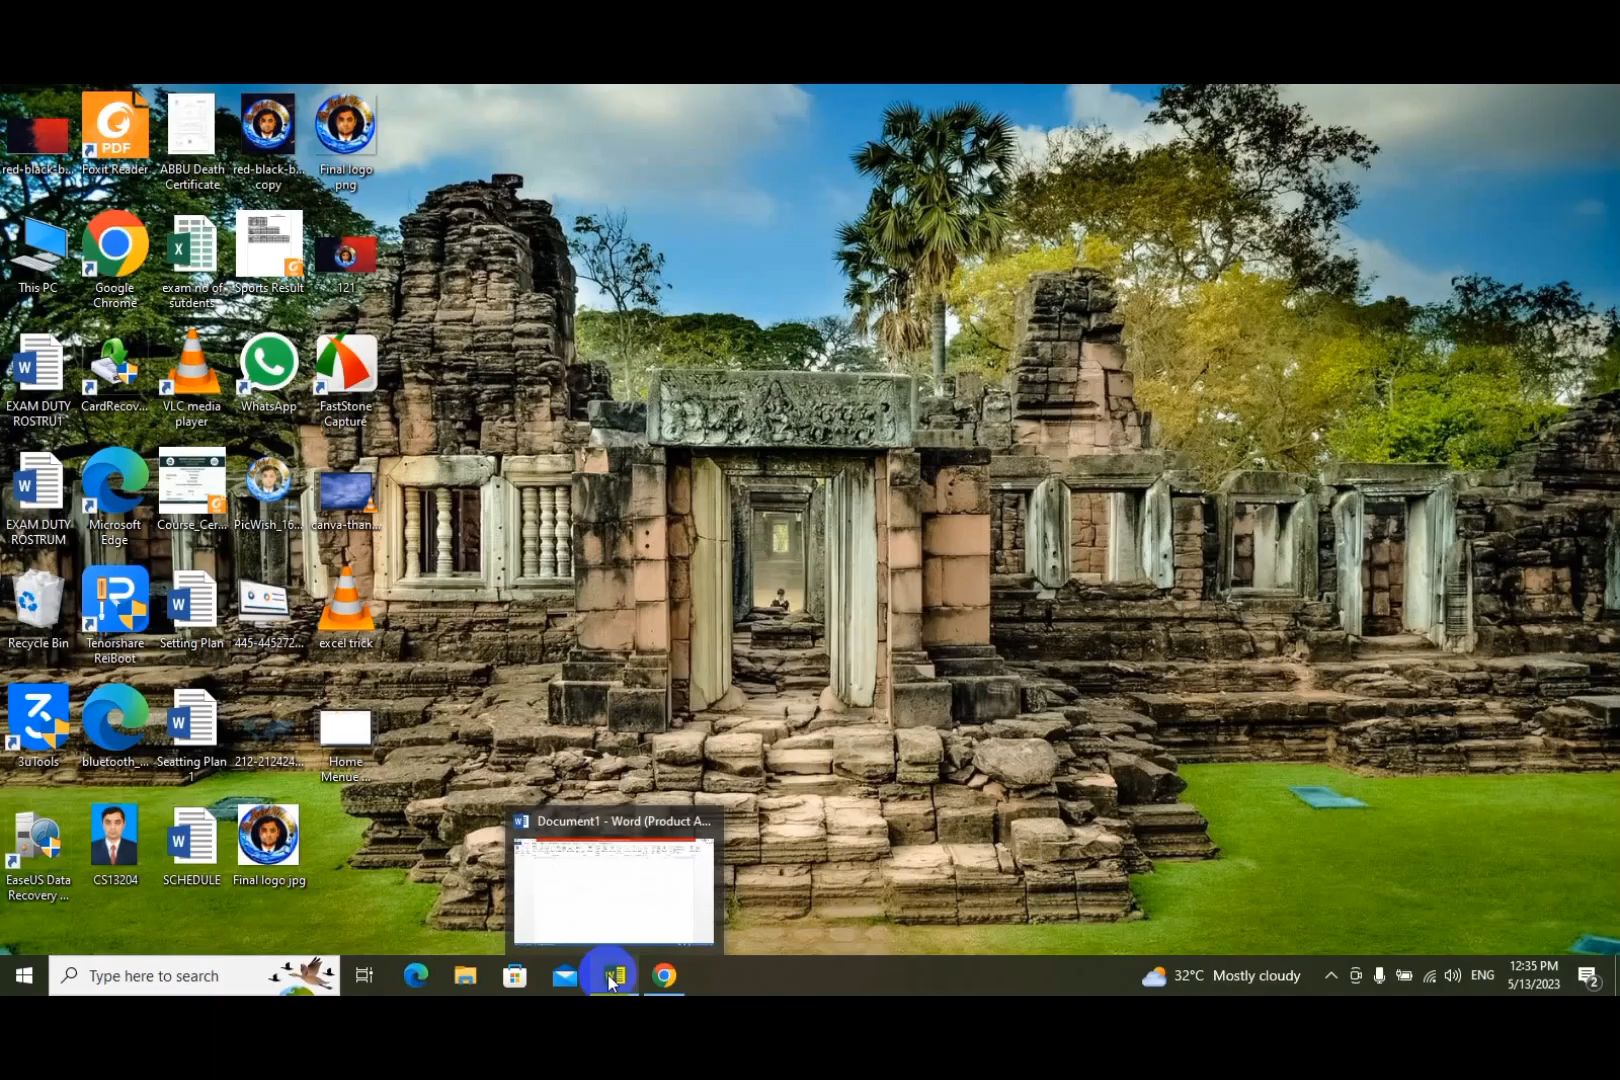 red-black-b...
Foxit Reader
ABBU Death
Certificate
red-black-b...
copy
Final logo
png
PDF
This PC
Google
Chrome
exam no of
sutdents
Sports Result
121
EXAM DUTY
ROSTRU1
CardRecov...
VLC media
player
WhatsApp
FastStone
Capture
EXAM DUTY
ROSTRUM
Microsoft
Edge
Course_Cer...
PicWish_16...
canva-than...
Recycle Bin
Tenorshare
ReiBoot
Setting Plan
445-445272...
excel trick
3uTools
bluetooth_...
Seatting Plan
1
212-212424...
Home
Menue ...
EaseUS Data
Recovery ...
CS13204
SCHEDULE
Final logo jpg
Document1 - Word (Product A...
Type here to search
32°C Mostly cloudy
ENG
12:35 PM
5/13/2023
2